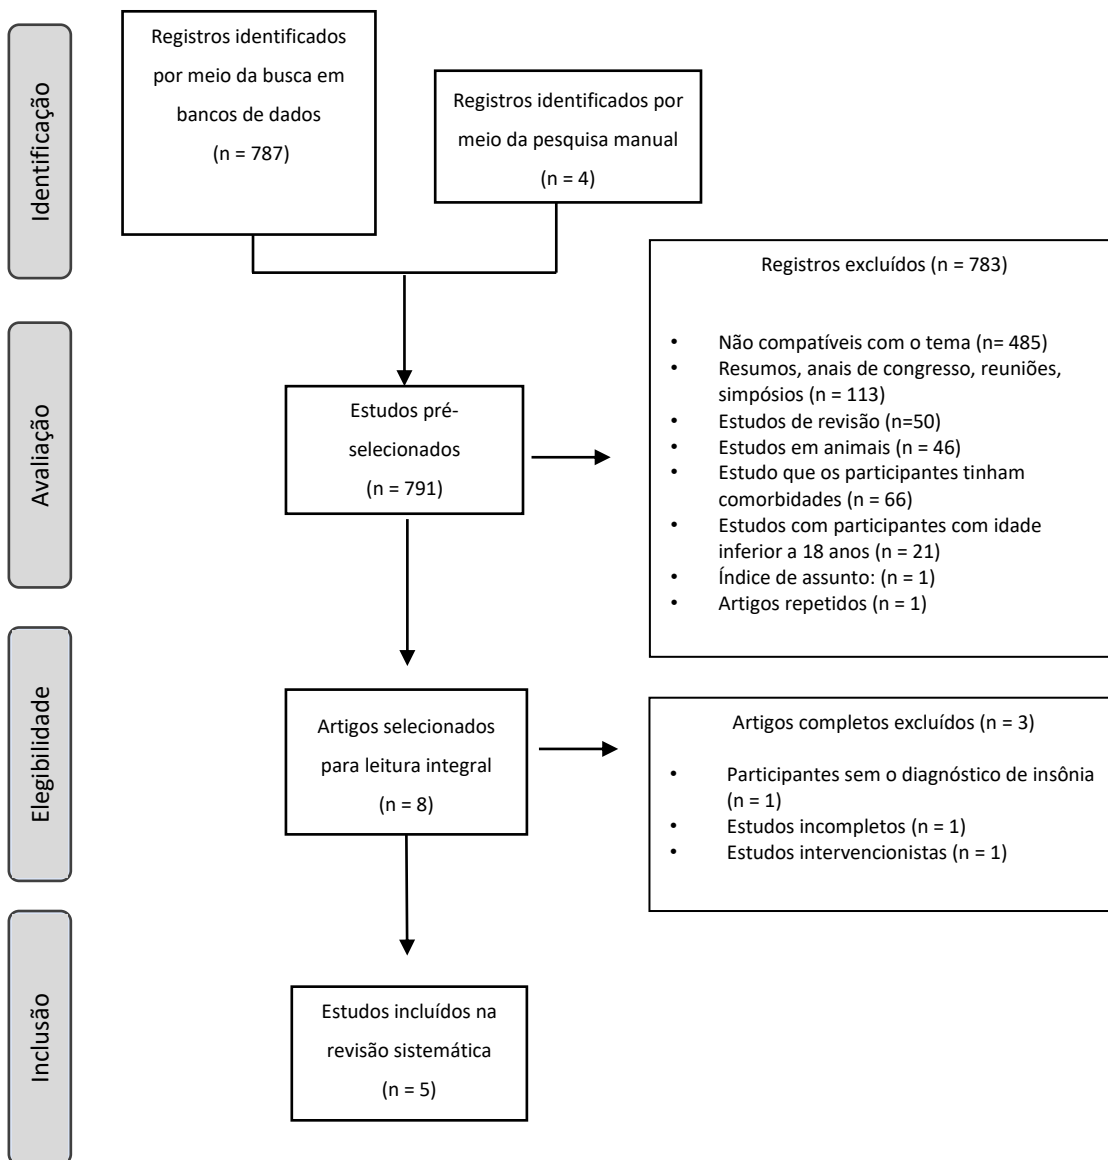 Identificação
Registros identificados
por meio da busca em
bancos de dados
(n = 787)
Registros identificados por
meio da pesquisa manual
(n = 4)
Avaliação
Estudos pré-
selecionados
(n = 791)
Registros excluídos (n = 783)
• Não compatíveis com o tema (n= 485)
• Resumos, anais de congresso, reuniões,
simpósios (n = 113)
• Estudos de revisão (n=50)
• Estudos em animais (n = 46)
• Estudo que os participantes tinham
comorbidades (n = 66)
• Estudos com participantes com idade
inferior a 18 anos (n = 21)
• Índice de assunto: (n = 1)
• Artigos repetidos (n = 1)
Elegibilidade
Artigos selecionados
para leitura integral
(n = 8)
Artigos completos excluídos (n = 3)
• Participantes sem o diagnóstico de insônia
(n = 1)
• Estudos incompletos (n = 1)
• Estudos intervencionistas (n = 1)
Inclusão
Estudos incluídos na
revisão sistemática
(n = 5)